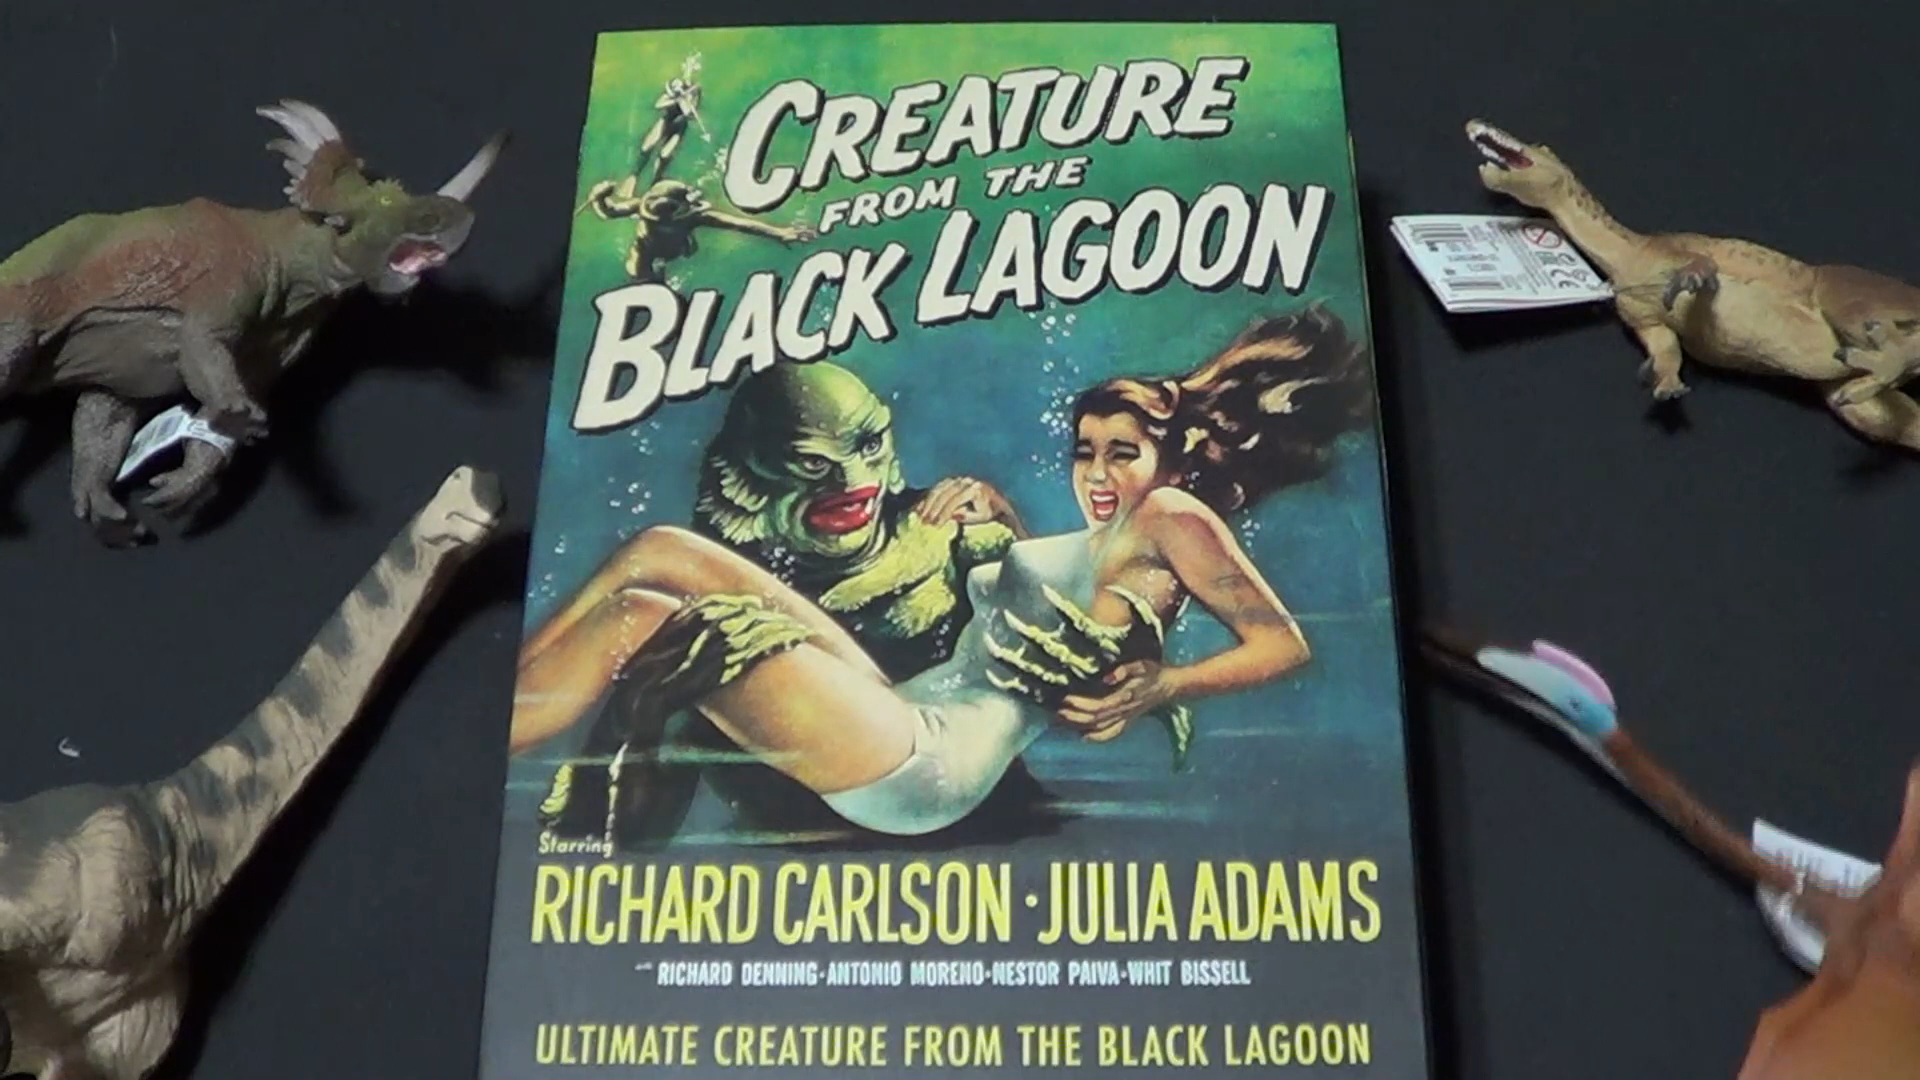 CREATURE
FROM THE
BLACK LAGOON
Starring
RICHARD CARLSON · JULIA ADAMS
with RICHARD DENNING · ANTONIO MORENO · NESTOR PAIVA · WHIT BISSELL
ULTIMATE CREATURE FROM THE BLACK LAGOON